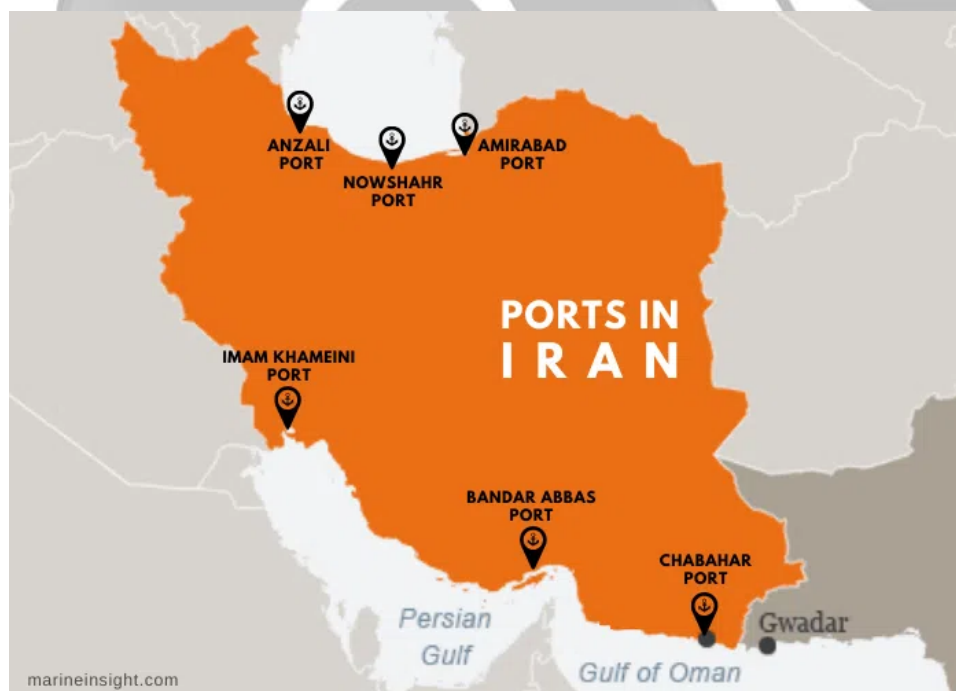 ANZALI
PORT
NOWSHAHR
PORT
AMIRABAD
PORT
PORTS IN
IRAN
IMAM KHAMEINI
PORT
BANDAR ABBAS
PORT
CHABAHAR
PORT
Gwadar
Persian
Gulf
Gulf of Oman
marineinsight.com